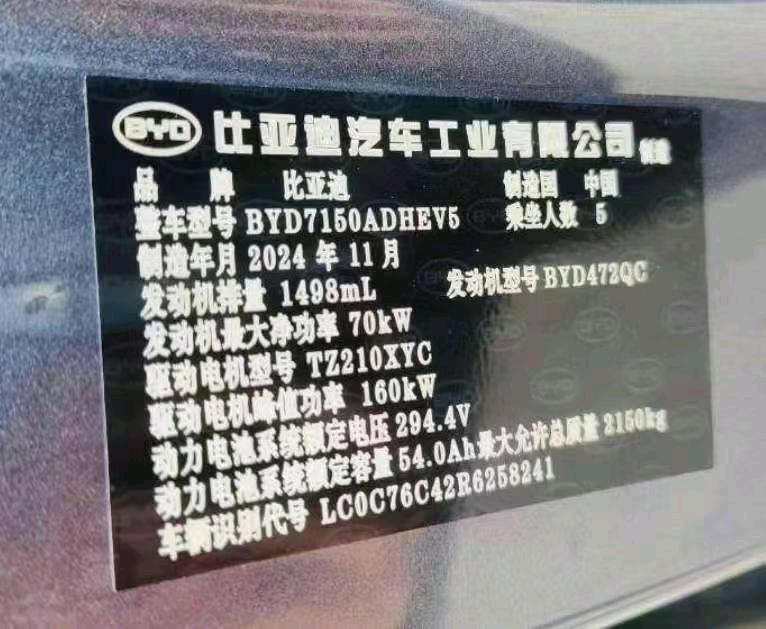 BYD 比亚迪汽车工业有限公司 制造
品 牌 比亚迪 制造国 中国
整车型号 BYD7150ADHEV5 乘坐人数 5
制造年月 2024 年 11 月
发动机排量 1498mL 发动机型号 BYD472QC
发动机最大净功率 70kW
驱动电机型号 TZ210XYC
驱动电机峰值功率 160kW
动力电池系统额定电压 294.4V
动力电池系统额定容量 54.0Ah 最大允许总质量 2150kg
车辆识别代号 LC0C76C42R6258241